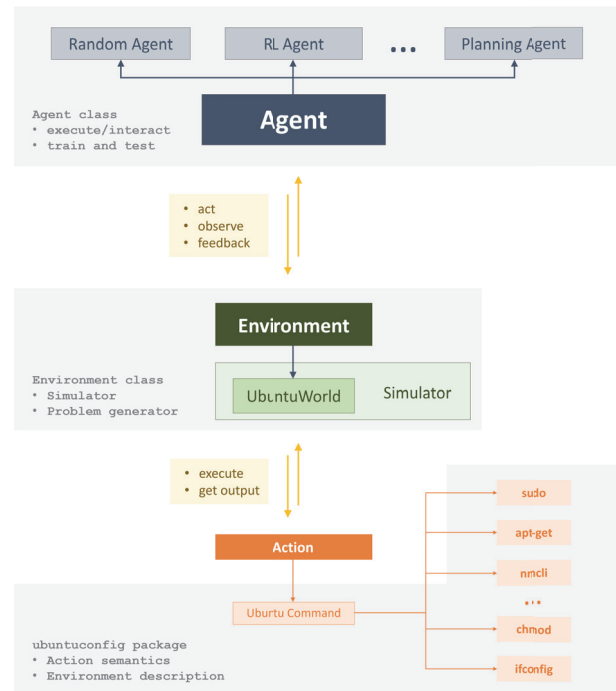 Random Agent
RL Agent
...
Planning Agent
Agent
Agent class
• execute/interact
• train and test
• act
• observe
• feedback
Environment
Environment class
• Simulator
• Problem generator
UbuntuWorld
Simulator
• execute
• get output
Action
Ubuntu Command
sudo
apt-get
nmcli
...
chmod
ifconfig
ubuntuconfig package
• Action semantics
• Environment description